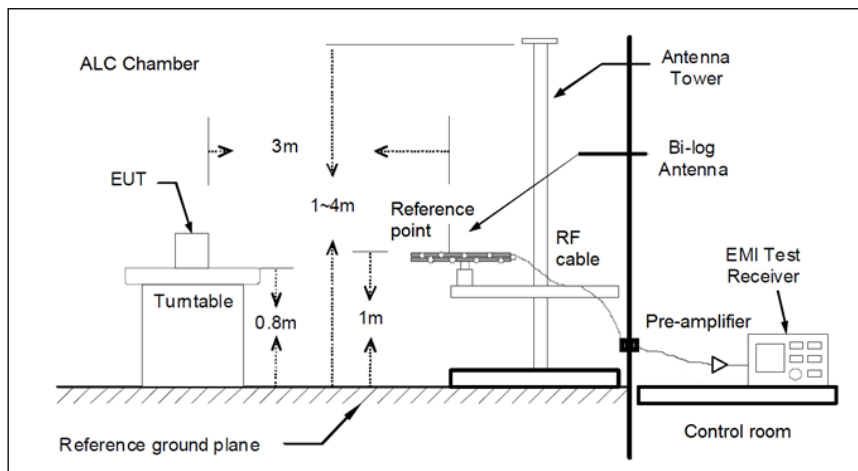 ALC Chamber
Antenna
Tower
3m
Bi-log
Antenna
EUT
1~4m
Reference
point
RF
cable
EMI Test
Receiver
Turntable
0.8m
1m
Pre-amplifier
Reference ground plane
Control room